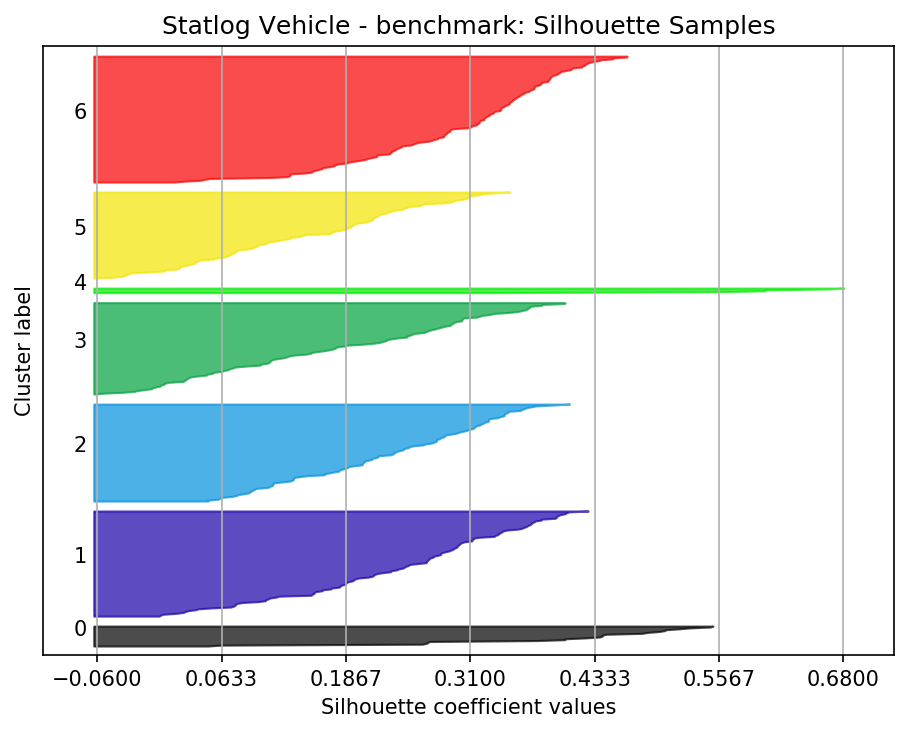 Statlog Vehicle - benchmark: Silhouette Samples
6
5
4
3
2
1
0
Cluster label
−0.0600 0.0633 0.1867 0.3100 0.4333 0.5567 0.6800
Silhouette coefficient values